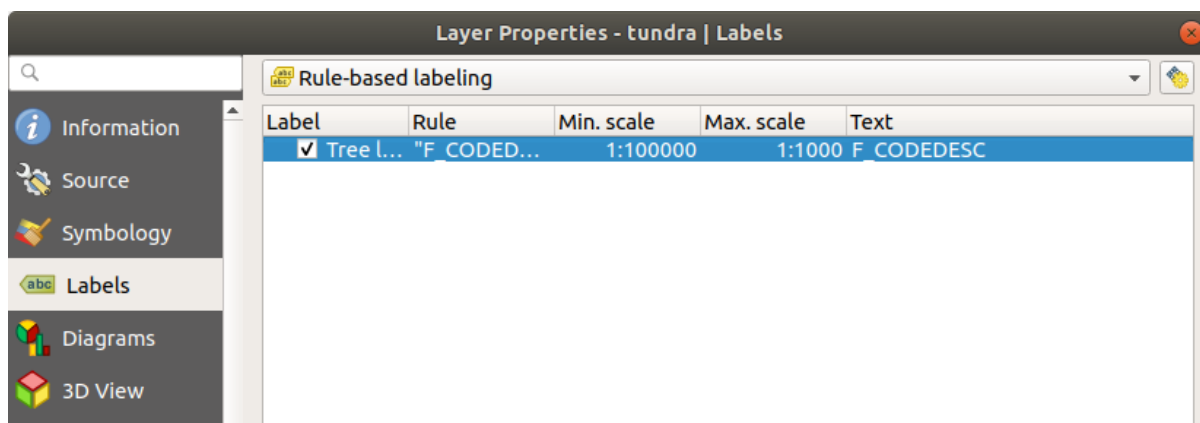 Layer Properties - tundra | Labels
Rule-based labeling
Information
Source
Symbology
abc Labels
Diagrams
3D View
Label Rule Min. scale Max. scale Text
Tree l... "F_CODED... 1:100000 1:1000 F_CODEDESC